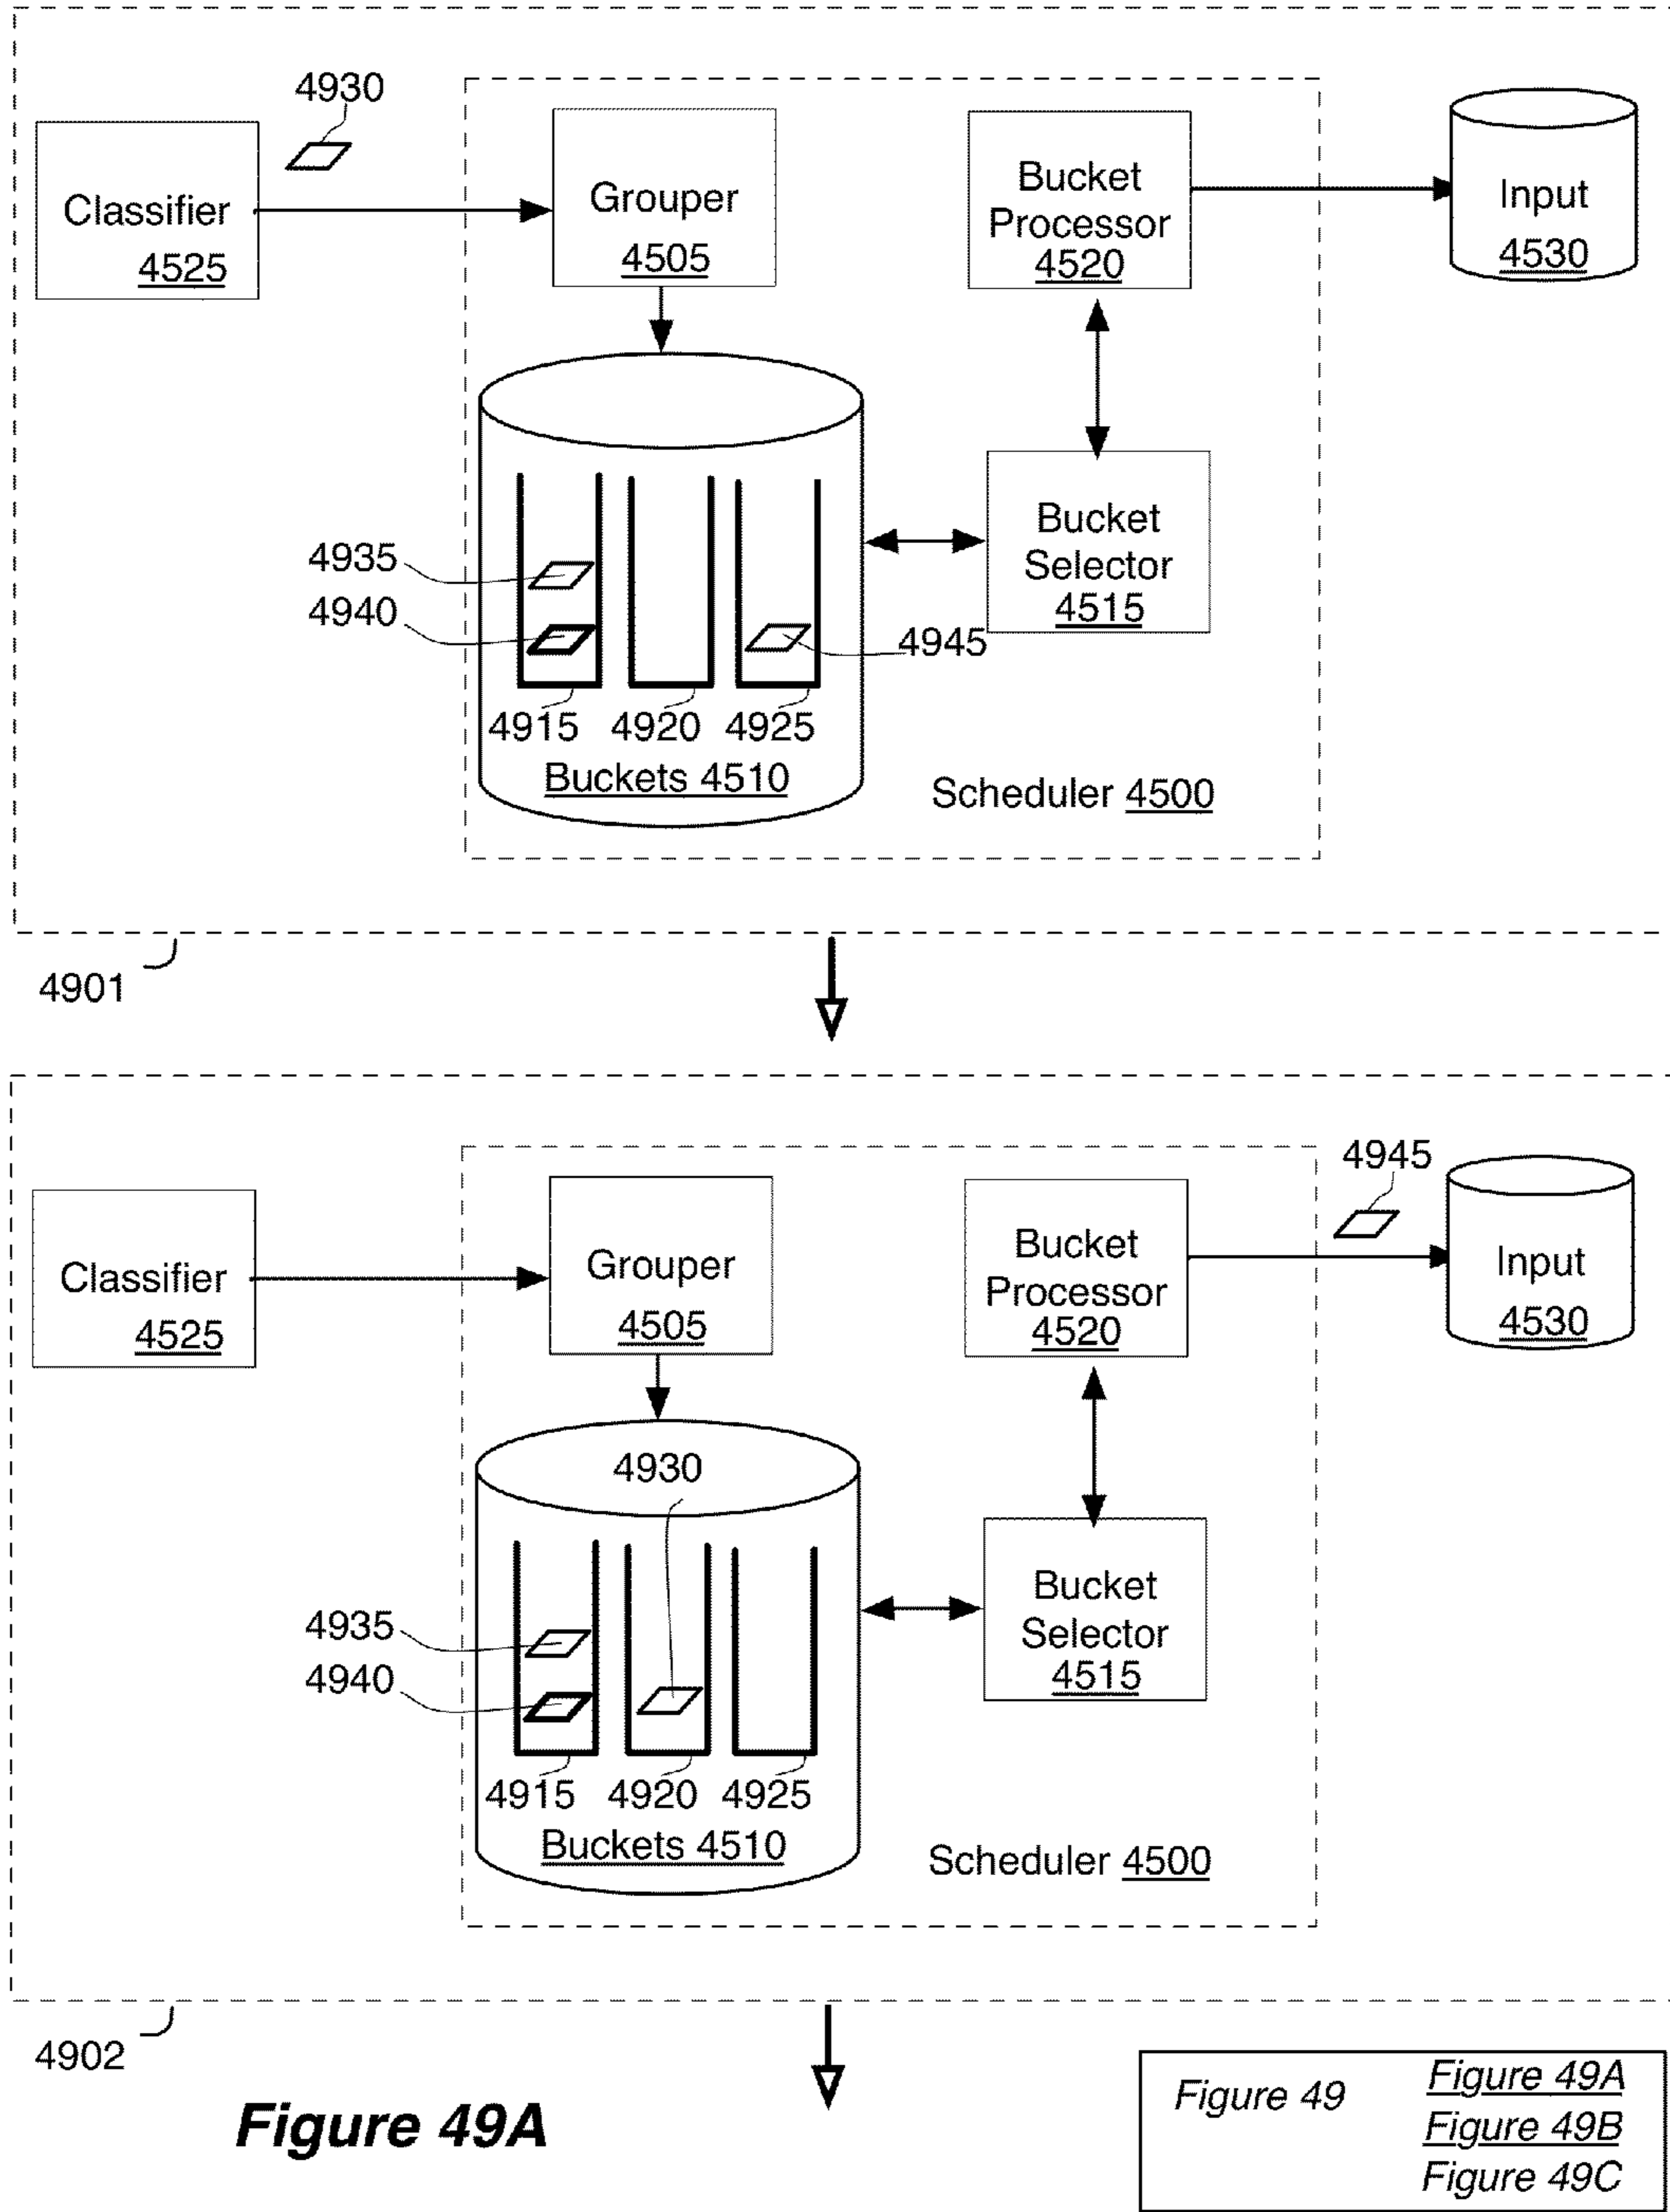 4930
Classifier
4525
Grouper
4505
Bucket
Processor
4520
Input
4530
4935
4940
4945
Bucket
Selector
4515
4915 4920 4925
Buckets 4510
Scheduler 4500
4901
4945
Classifier
4525
Grouper
4505
Bucket
Processor
4520
Input
4530
4930
4935
4940
Bucket
Selector
4515
4915 4920 4925
Buckets 4510
Scheduler 4500
4902
Figure 49A
Figure 49
Figure 49A
Figure 49B
Figure 49C